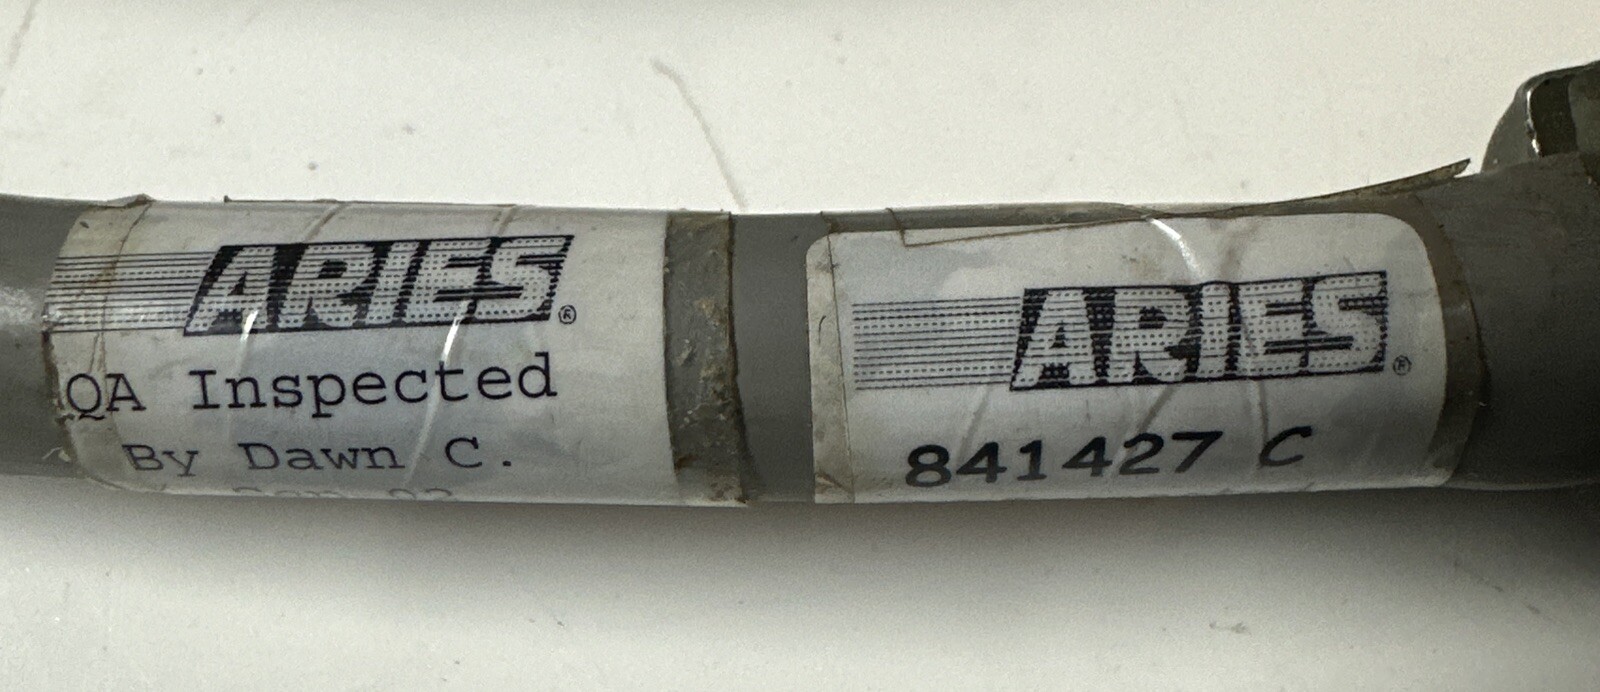 ARIES®
QA Inspected
By Dawn C.
ARIES®
841427 C